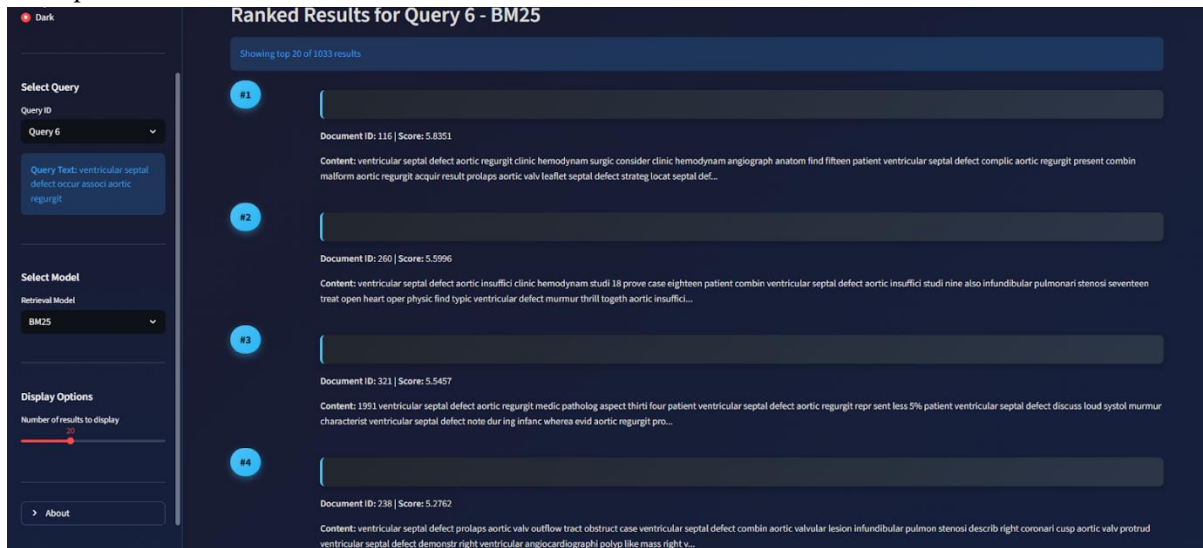 Dark
Select Query
Query ID
Query 6
Query Text: ventricular septal
defect occur associ aortic
regurgit
Select Model
Retrieval Model
BM25
Display Options
Number of results to display
20
About
Ranked Results for Query 6 - BM25
Showing top 20 of 1033 results
#1
Document ID: 116 | Score: 5.8351
Content: ventricular septal defect aortic regurgit clinic hemodynam surgic consider clinic hemodynam angiograph anatom find fifteen patient ventricular septal defect complic aortic regurgit present combin
malform aortic regurgit acquir result prolaps aortic valv leaflet septal defect strateg locat septal def...
#2
Document ID: 260 | Score: 5.5996
Content: ventricular septal defect aortic insuffici clinic hemodynam studi 18 prove case eighteen patient combin ventricular septal defect aortic insuffici studi nine also infundibular pulmonari stenosi seventeen
treat open heart oper physic find typic ventricular defect murmur thrill togeth aortic insuffici...
#3
Document ID: 321 | Score: 5.5457
Content: 1991 ventricular septal defect aortic regurgit medic patholog aspect thirti four patient ventricular septal defect aortic regurgit repr sent less 5% patient ventricular septal defect discuss loud systol murmur
characterist ventricular septal defect note dur ing infanc wherea evid aortic regurgit pro...
#4
Document ID: 238 | Score: 5.2762
Content: ventricular septal defect prolaps aortic valv outflow tract obstruct case ventricular septal defect combin aortic valvular lesion infundibular pulmon stenosi describ right coronari cusp aortic valv protrud
ventricular septal defect demonstr right ventricular angiocardiographi polyp like mass right v...